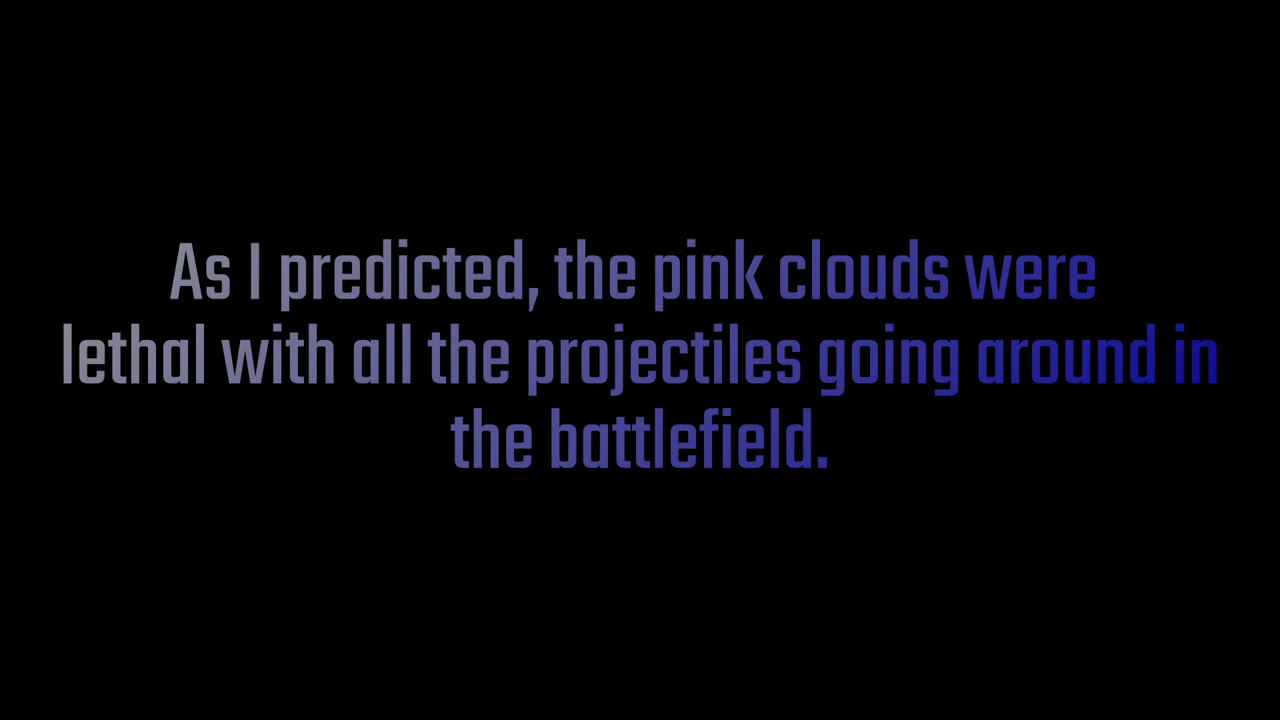 As I predicted, the pink clouds were
lethal with all the projectiles going around in
the battlefield.